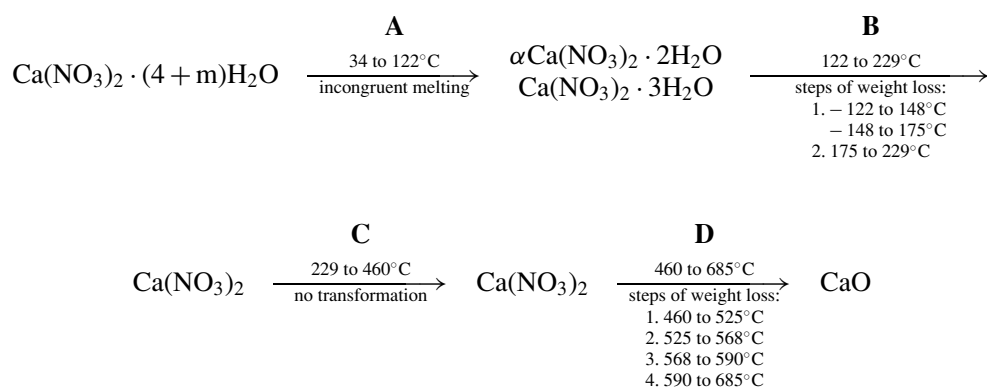 A
B
Ca(NO₃)₂ · (4 + m)H₂O
34 to 122°C
incongruent melting
αCa(NO₃)₂ · 2H₂O
Ca(NO₃)₂ · 3H₂O
122 to 229°C
steps of weight loss:
1. − 122 to 148°C
− 148 to 175°C
2. 175 to 229°C
C
D
Ca(NO₃)₂
229 to 460°C
no transformation
Ca(NO₃)₂
460 to 685°C
steps of weight loss:
1. 460 to 525°C
2. 525 to 568°C
3. 568 to 590°C
4. 590 to 685°C
CaO